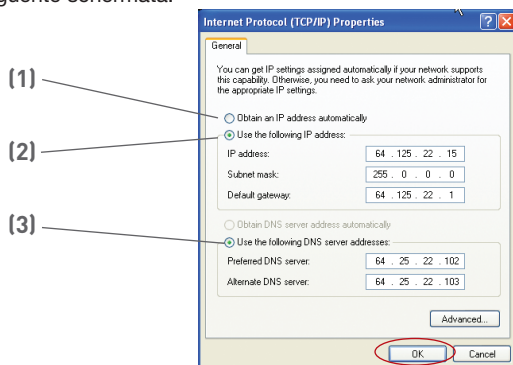 Internet Protocol (TCP/IP) Properties
General
You can get IP settings assigned automatically if your network supports
this capability. Otherwise, you need to ask your network administrator for
the appropriate IP settings.
(1)
Obtain an IP address automatically
(2)
Use the following IP address:
IP address: 64 . 125 . 22 . 15
Subnet mask: 255 . 0 . 0 . 0
Default gateway: 64 . 125 . 22 . 1
Obtain DNS server address automatically
(3)
Use the following DNS server addresses:
Preferred DNS server: 64 . 25 . 22 . 102
Alternate DNS server: 64 . 25 . 22 . 103
Advanced...
OK Cancel